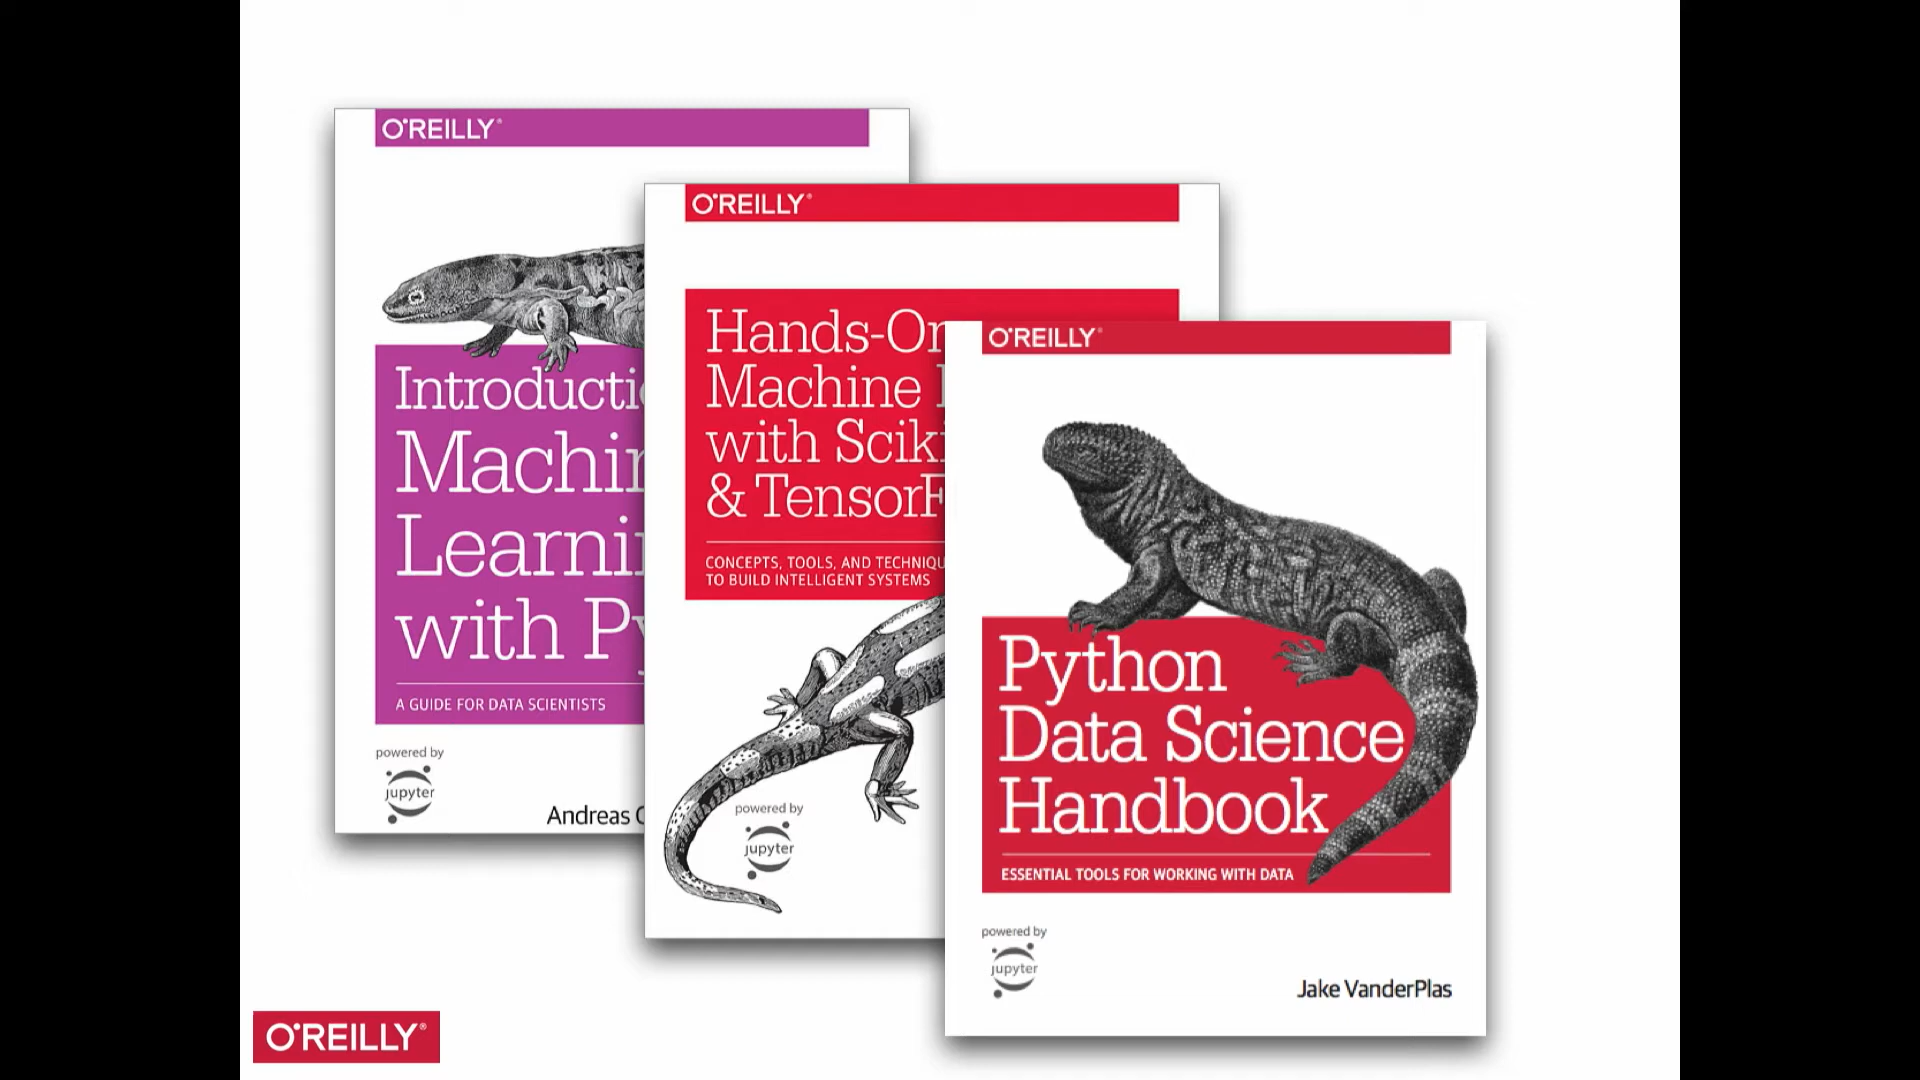 O'REILLY®
Introducti
Machin
Learnin
with Py
A GUIDE FOR DATA SCIENTISTS
powered by
jupyter
Andreas C
O'REILLY®
Hands-On
Machine
with Sciki
& TensorF
CONCEPTS, TOOLS, AND TECHNIQU
TO BUILD INTELLIGENT SYSTEMS
powered by
jupyter
O'REILLY®
Python
Data Science
Handbook
ESSENTIAL TOOLS FOR WORKING WITH DATA
powered by
jupyter
Jake VanderPlas
O'REILLY®